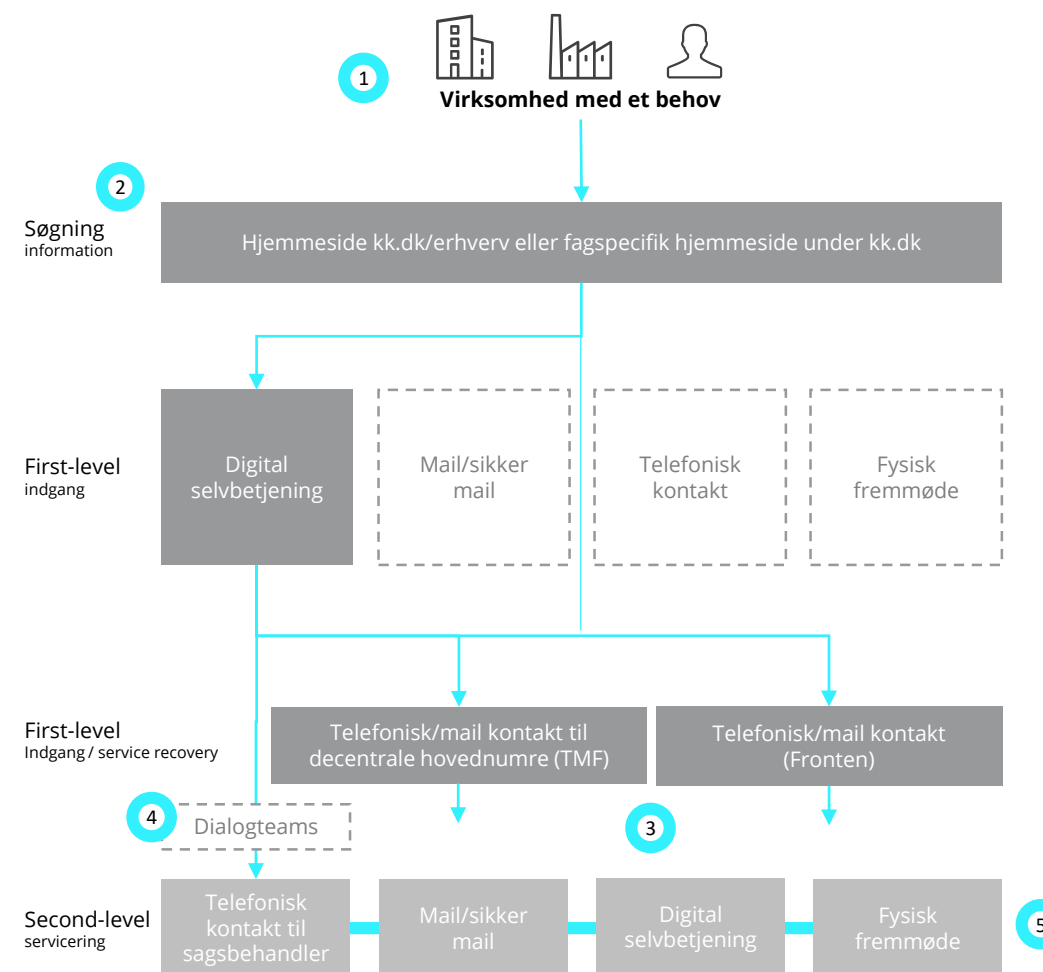 1
Virksomhed med et behov
2
Søgning
information
Hjemmeside kk.dk/erhverv eller fagspecifik hjemmeside under kk.dk
First-level
indgang
Digital
selvbetjening
Mail/sikker
mail
Telefonisk
kontakt
Fysisk
fremmøde
First-level
Indgang / service recovery
Telefonisk/mail kontakt til
decentrale hovednumre (TMF)
Telefonisk/mail kontakt
(Fronten)
4
Dialogteams
3
Second-level
servicering
Telefonisk
kontakt til
sagsbehandler
Mail/sikker
mail
Digital
selvbetjening
Fysisk
fremmøde
5